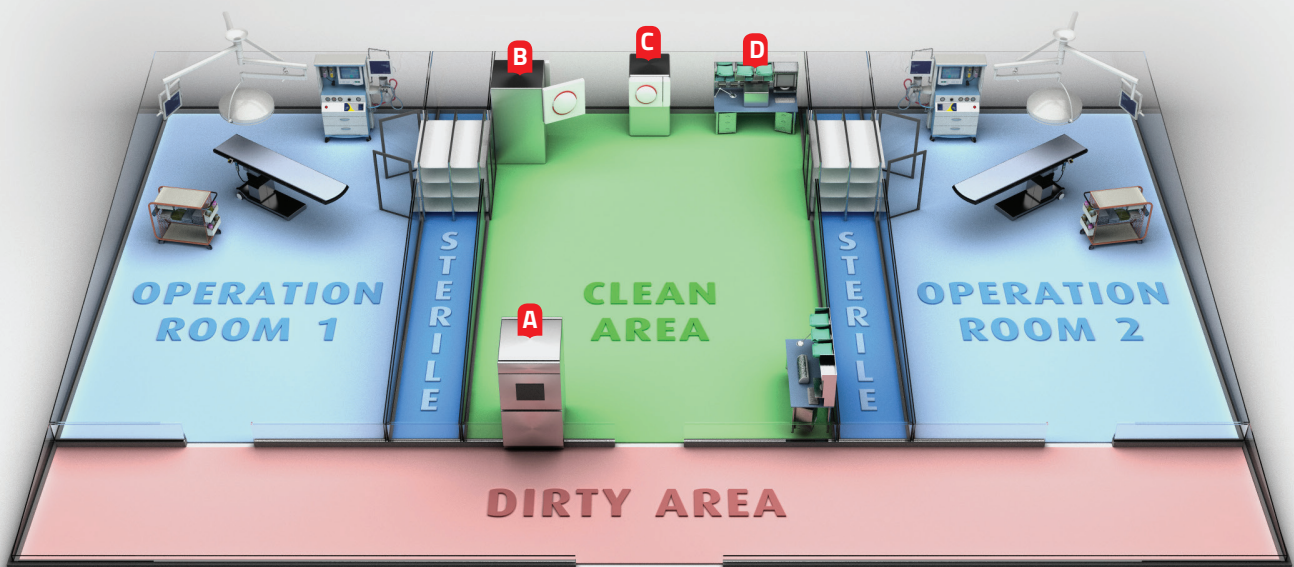 B
C
D
A
OPERATION
ROOM 1
STERILE
CLEAN
AREA
STERILE
OPERATION
ROOM 2
DIRTY AREA